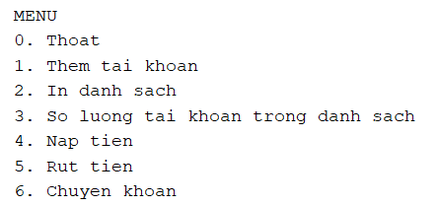 MENU
0. Thoat
1. Them tai khoan
2. In danh sach
3. So luong tai khoan trong danh sach
4. Nap tien
5. Rut tien
6. Chuyen khoan